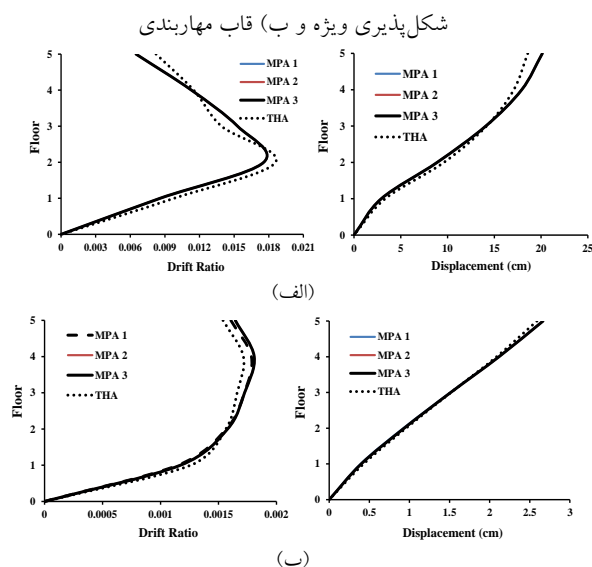 شکل‌پذیری ویژه و ب) قاب مهاربندی
5
4
3
2
1
0
Floor
MPA 1
MPA 2
MPA 3
THA
0 0.003 0.006 0.009 0.012 0.015 0.018 0.021
Drift Ratio
5
4
3
2
1
0
Floor
MPA 1
MPA 2
MPA 3
THA
0 5 10 15 20 25
Displacement (cm)
(الف)
5
4
3
2
1
0
Floor
MPA 1
MPA 2
MPA 3
THA
0 0.0005 0.001 0.0015 0.002
Drift Ratio
5
4
3
2
1
0
Floor
MPA 1
MPA 2
MPA 3
THA
0 0.5 1 1.5 2 2.5 3
Displacement (cm)
(ب)